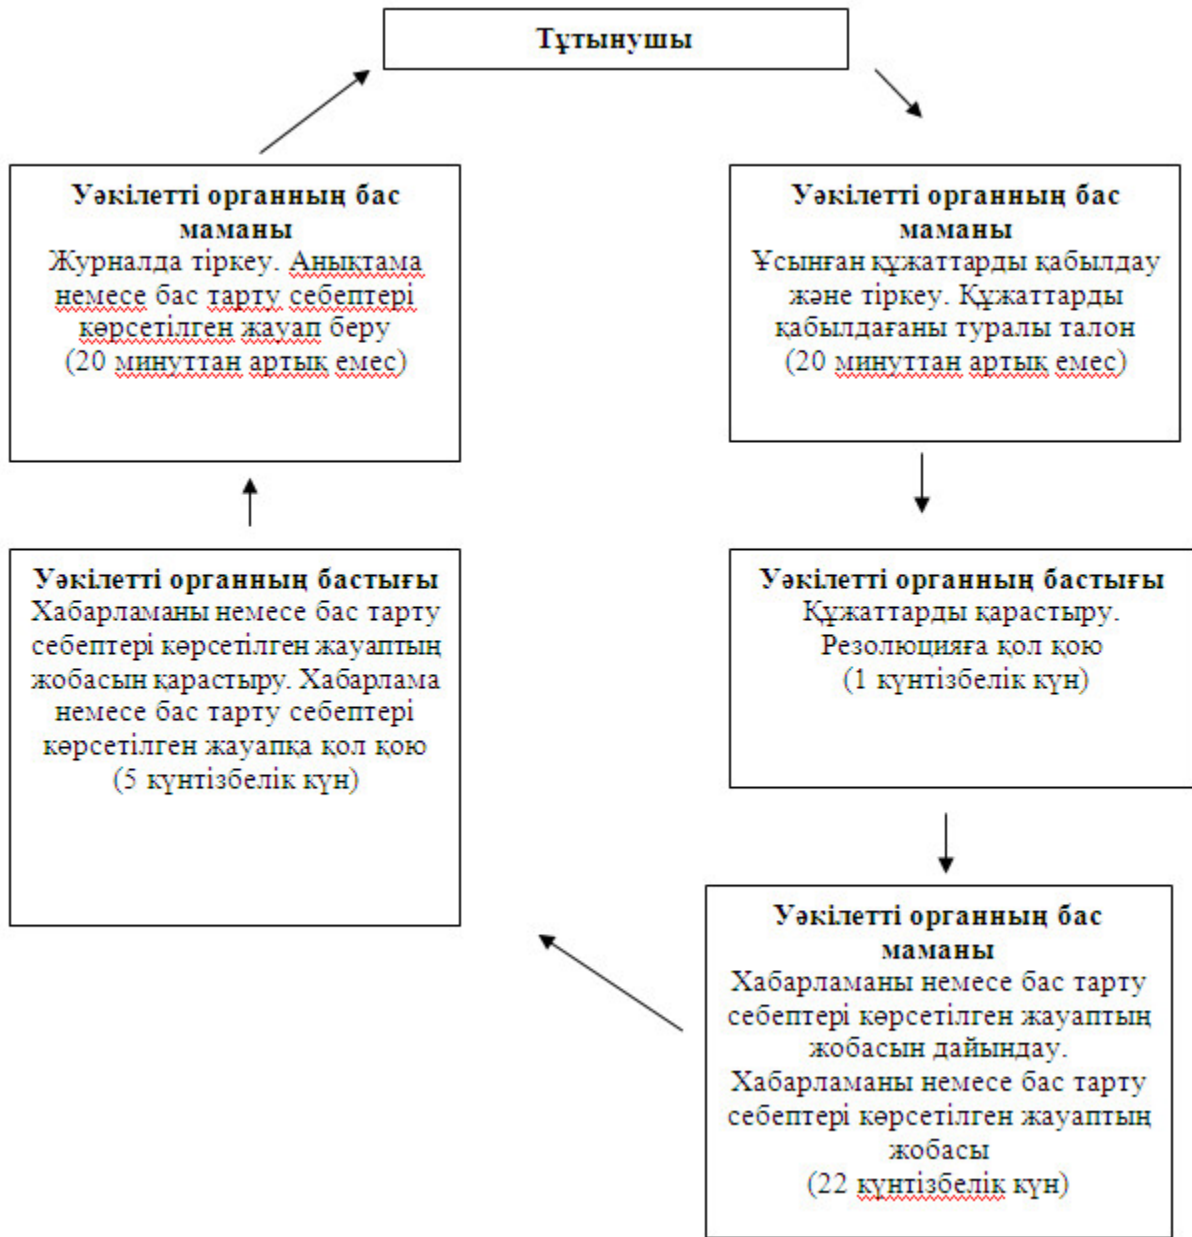 Тұтынушы
Уәкілетті органның бас
маманы
Журналда тіркеу. Анықтама
немесе бас тарту себептері
көрсетілген жауап беру
(20 минуттан артық емес)
Уәкілетті органның бас
маманы
Ұсынған құжаттарды қабылдау
және тіркеу. Құжаттарды
қабылдағаны туралы талон
(20 минуттан артық емес)
Уәкілетті органның бастығы
Хабарламаны немесе бас тарту
себептері көрсетілген жауаптың
жобасын қарастыру. Хабарлама
немесе бас тарту себептері
көрсетілген жауапқа қол қою
(5 күнтізбелік күн)
Уәкілетті органның бастығы
Құжаттарды қарастыру.
Резолюцияға қол қою
(1 күнтізбелік күн)
Уәкілетті органның бас
маманы
Хабарламаны немесе бас тарту
себептері көрсетілген жауаптың
жобасын дайындау.
Хабарламаны немесе бас тарту
себептері көрсетілген жауаптың
жобасы
(22 күнтізбелік күн)